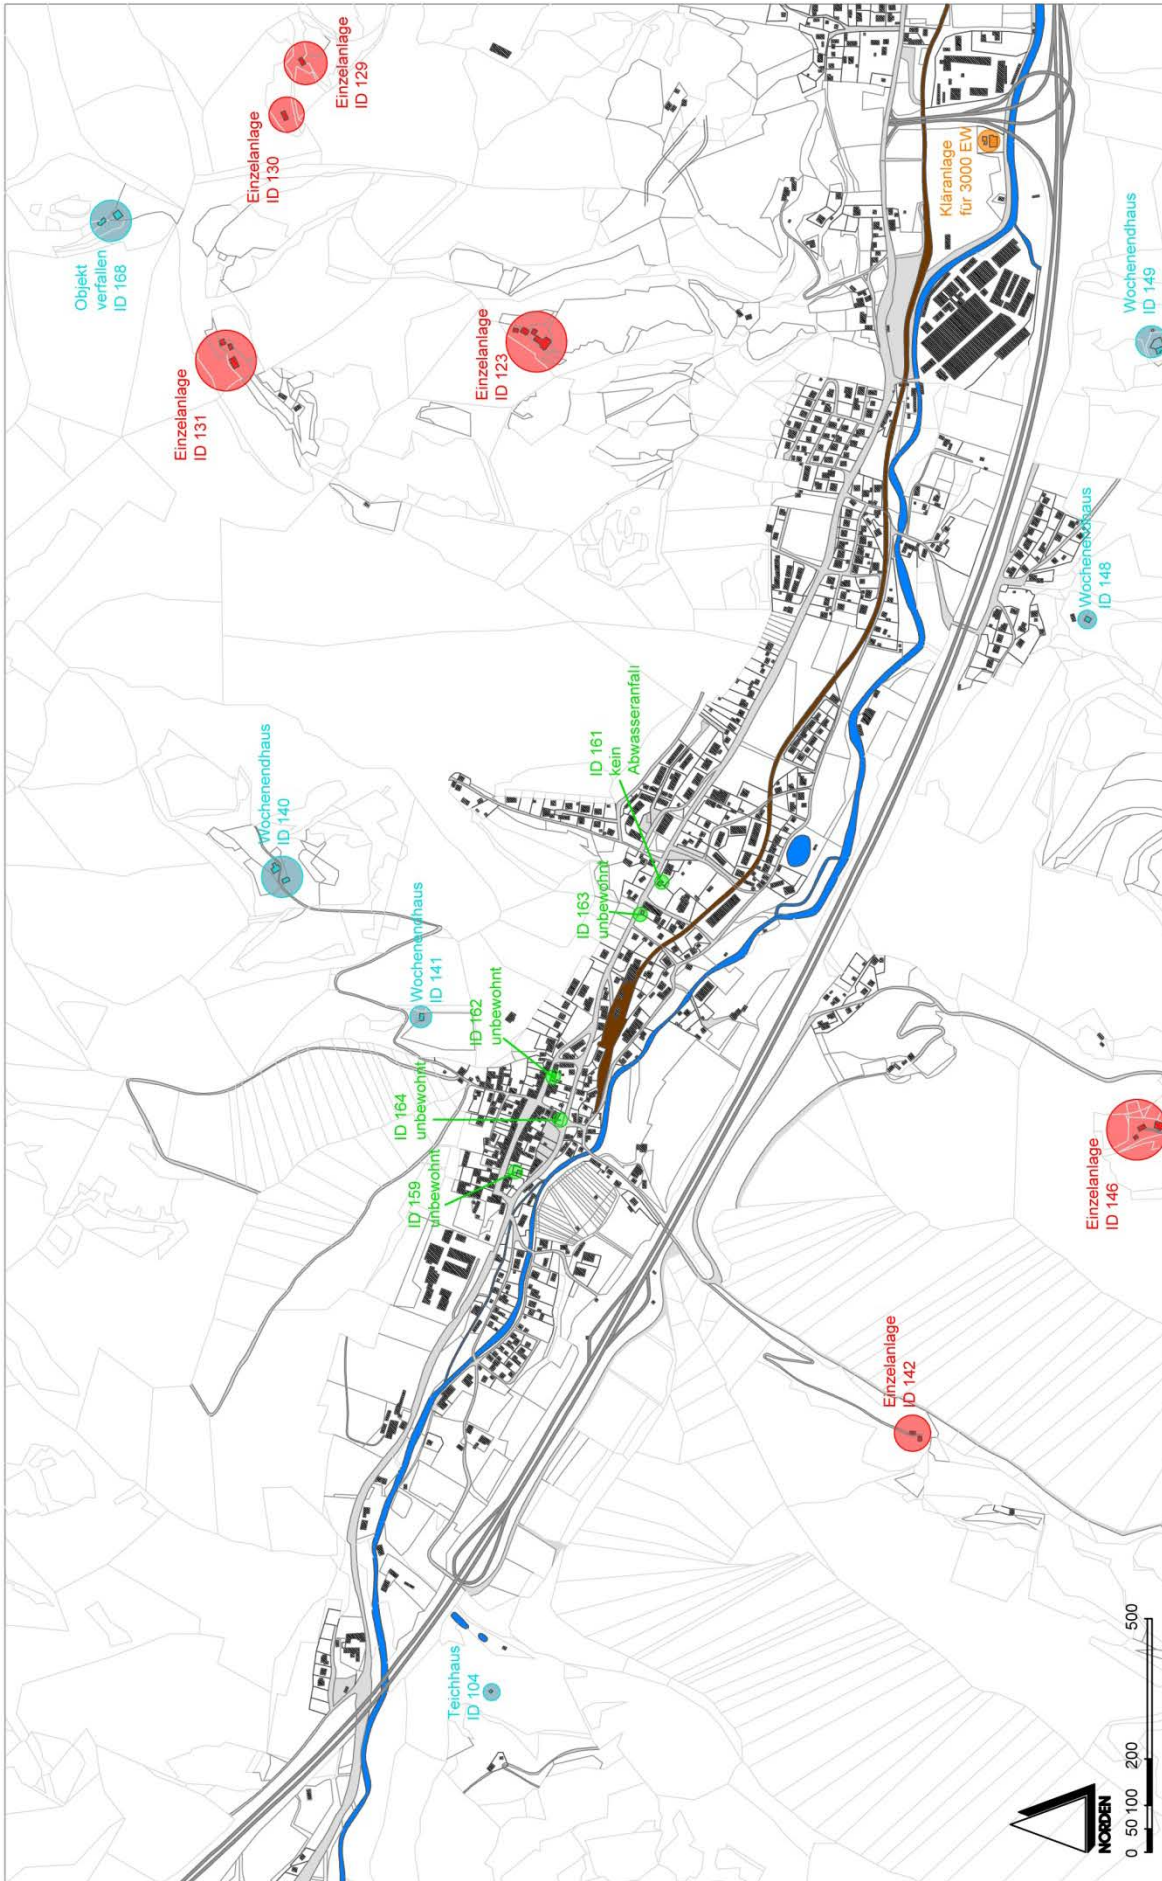 Objekt
verfallen
ID 168
Einzelanlage
ID 129
Einzelanlage
ID 130
Einzelanlage
ID 131
Einzelanlage
ID 123
Kläranlage
für 3000 EW
Wochenendhaus
ID 149
Wochenendhaus
ID 148
Wochenendhaus
ID 140
Wochenendhaus
ID 141
ID 161
kein
Abwasseranfall
ID 163
unbewohnt
ID 162
unbewohnt
ID 164
unbewohnt
ID 159
unbewohnt
Einzelanlage
ID 146
Einzelanlage
ID 142
Teichhaus
ID 104
NORDEN
0 50 100 200 500